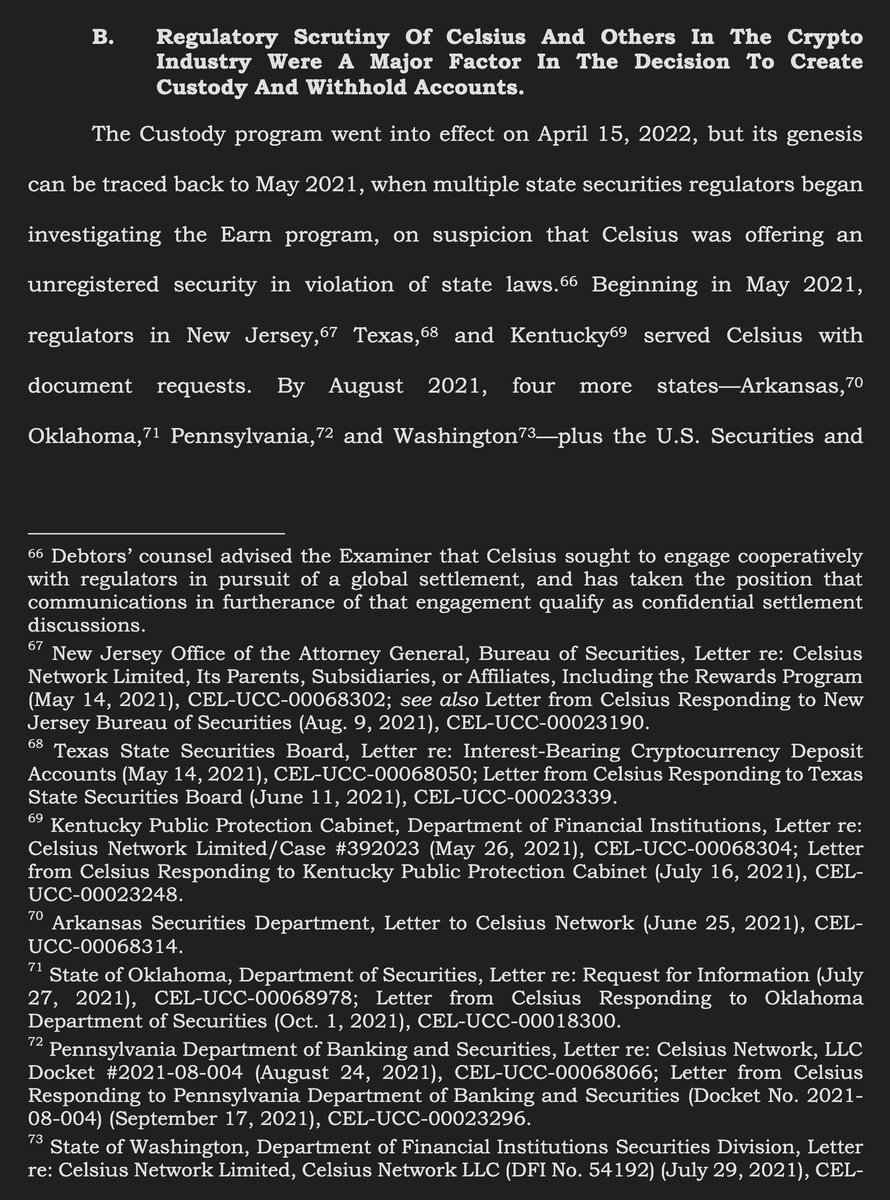 B. Regulatory Scrutiny Of Celsius And Others In The Crypto
Industry Were A Major Factor In The Decision To Create
Custody And Withhold Accounts.
The Custody program went into effect on April 15, 2022, but its genesis
can be traced back to May 2021, when multiple state securities regulators began
investigating the Earn program, on suspicion that Celsius was offering an
unregistered security in violation of state laws.66 Beginning in May 2021,
regulators in New Jersey,67 Texas,68 and Kentucky69 served Celsius with
document requests. By August 2021, four more states—Arkansas,70
Oklahoma,71 Pennsylvania,72 and Washington73—plus the U.S. Securities and
66 Debtors’ counsel advised the Examiner that Celsius sought to engage cooperatively
with regulators in pursuit of a global settlement, and has taken the position that
communications in furtherance of that engagement qualify as confidential settlement
discussions.
67 New Jersey Office of the Attorney General, Bureau of Securities, Letter re: Celsius
Network Limited, Its Parents, Subsidiaries, or Affiliates, Including the Rewards Program
(May 14, 2021), CEL-UCC-00068302; see also Letter from Celsius Responding to New
Jersey Bureau of Securities (Aug. 9, 2021), CEL-UCC-00023190.
68 Texas State Securities Board, Letter re: Interest-Bearing Cryptocurrency Deposit
Accounts (May 14, 2021), CEL-UCC-00068050; Letter from Celsius Responding to Texas
State Securities Board (June 11, 2021), CEL-UCC-00023339.
69 Kentucky Public Protection Cabinet, Department of Financial Institutions, Letter re:
Celsius Network Limited/Case #392023 (May 26, 2021), CEL-UCC-00068304; Letter
from Celsius Responding to Kentucky Public Protection Cabinet (July 16, 2021), CEL-
UCC-00023248.
70 Arkansas Securities Department, Letter to Celsius Network (June 25, 2021), CEL-
UCC-00068314.
71 State of Oklahoma, Department of Securities, Letter re: Request for Information (July
27, 2021), CEL-UCC-00068978; Letter from Celsius Responding to Oklahoma
Department of Securities (Oct. 1, 2021), CEL-UCC-00018300.
72 Pennsylvania Department of Banking and Securities, Letter re: Celsius Network, LLC
Docket #2021-08-004 (August 24, 2021), CEL-UCC-00068066; Letter from Celsius
Responding to Pennsylvania Department of Banking and Securities (Docket No. 2021-
08-004) (September 17, 2021), CEL-UCC-00023296.
73 State of Washington, Department of Financial Institutions Securities Division, Letter
re: Celsius Network Limited, Celsius Network LLC (DFI No. 54192) (July 29, 2021), CEL-